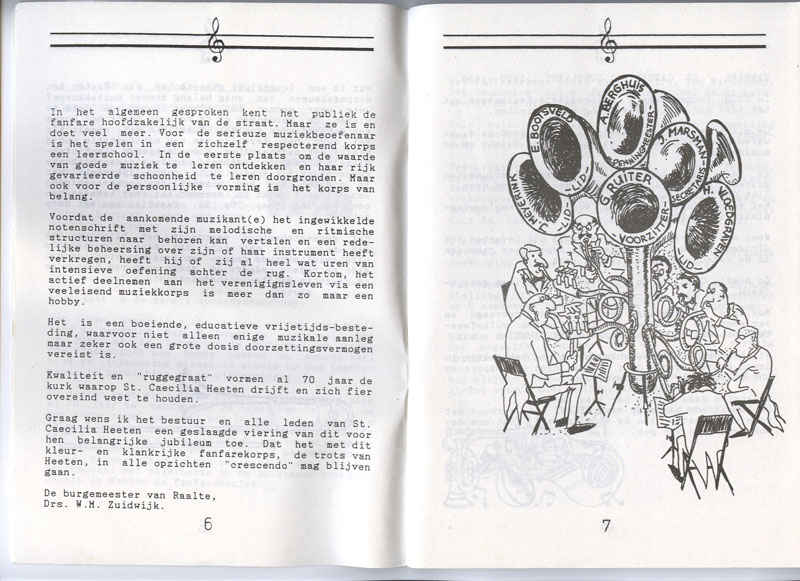 In het algemeen gesproken kent het publiek de
fanfare hoofdzakelijk van de straat. Maar ze is en
doet veel meer. Voor de serieuze muziekbeoefenaar
is het spelen in een zichzelf respecterend korps
een leerschool. In de eerste plaats om de waarde
van goede muziek te leren ontdekken en haar rijk
gevarieerde schoonheid te leren doorgronden. Maar
ook voor de persoonlijke vorming is het korps van
belang.
Voordat de aankomende muzikant(e) het ingewikkelde
notenschrift met zijn melodische en ritmische
structuren naar behoren kan vertalen en een rede-
lijke beheersing over zijn of haar instrument heeft
verkregen, heeft hij of zij al heel wat uren van
intensieve oefening achter de rug. Kortom, het
actief deelnemen aan het verenigignsleven via een
veeleisend muziekkorps is meer dan zo maar een
hobby.
Het is een boeiende, educatieve vrijetijds-beste-
ding, waarvoor niet alleen enige muzikale aanleg
maar zeker ook een grote dosis doorzettingsvermogen
vereist is.
Kwaliteit en "ruggegraat" vormen al 70 jaar de
kurk waarop St. Caecilia Heeten drijft en zich fier
overeind weet te houden.
Graag wens ik het bestuur en alle leden van St.
Caecilia Heeten een geslaagde viering van dit voor
hen belangrijke jubileum toe. Dat het met dit
kleur- en klankrijke fanfarekorps, de trots van
Heeten, in alle opzichten "crescendo" mag blijven
gaan.
De burgemeester van Raalte,
Drs. W.M. Zuidwijk.
6
A. BERGHUIS
PENNINGMEESTER-
E. BOOTSVELD
-LID-
J. MARSMAN-
SECRETARIS
J. MEITELINK
LID
G. RUITER
VOORZITTER
H. VLOEDGRAVEN
-LID-
7